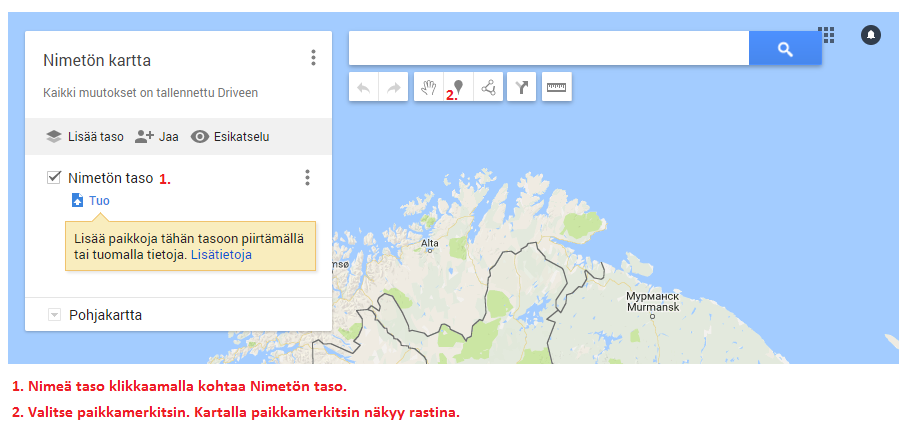 Nimetön kartta
Kaikki muutokset on tallennettu Driveen
Lisää taso Jaa Esikatselu
Nimetön taso 1.
Tuo
Lisää paikkoja tähän tasoon piirtämällä
tai tuomalla tietoja. Lisätietoja
Pohjakartta
2.
Alta
msø
Мурманск
Murmansk
1. Nimeä taso klikkaamalla kohtaa Nimetön taso.
2. Valitse paikkamerkitsin. Kartalla paikkamerkitsin näkyy rastina.